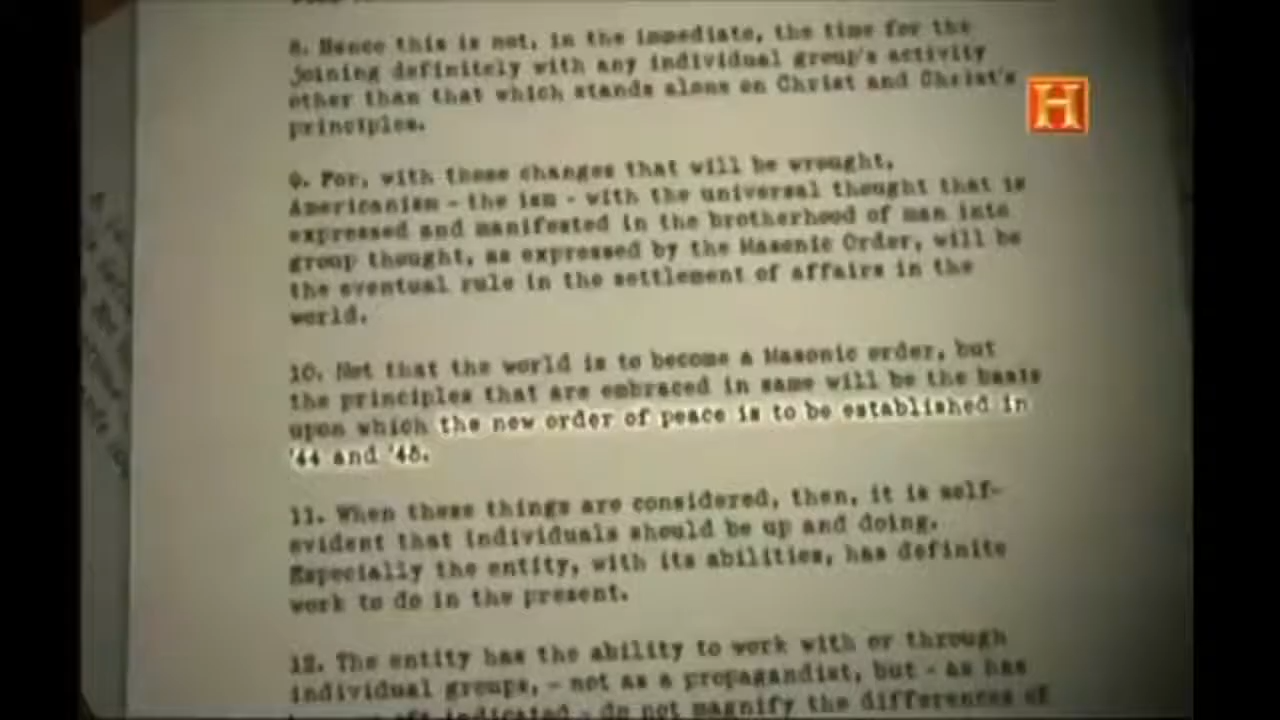 8. Hence this is not, in the immediate, the time for the
joining definitely with any individual group's activity
other than that which stands alone on Christ and Christ's
principles.
H
9. For, with those changes that will be wrought,
Americanism - the ism - with the universal thought that is
expressed and manifested in the brotherhood of man into
group thought, as expressed by the Masonic Order, will be
the eventual rule in the settlement of affairs in the
world.
10. Not that the world is to become a Masonic order, but
the principles that are embraced in same will be the basis
upon which the new order of peace is to be established in
'44 and '45.
11. When these things are considered, then, it is self-
evident that individuals should be up and doing.
Especially the entity, with its abilities, has definite
work to do in the present.
12. The entity has the ability to work with or through
individual groups, - not as a propagandist, but - as has
indicated - do not magnify the differences of